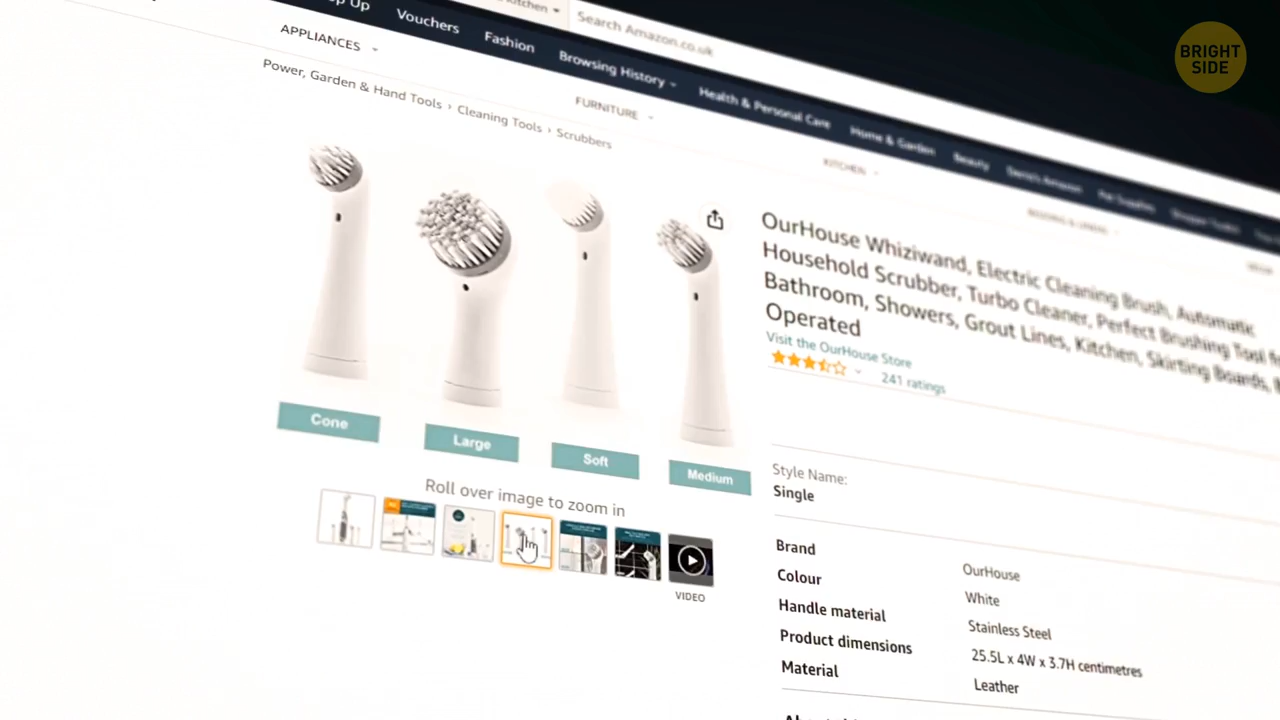 BRIGHT
SIDE
Kitchen
Search Amazon.co.uk
Up
Vouchers
Fashion
Browsing History
Health & Personal Care
Home & Garden
Beauty
APPLIANCES
FURNITURE
KITCHEN
Power, Garden & Hand Tools › Cleaning Tools › Scrubbers
OurHouse Whiziwand, Electric Cleaning Brush, Automatic
Household Scrubber, Turbo Cleaner, Perfect Brushing Tool
Bathroom, Showers, Grout Lines, Kitchen, Skirting Boards,
Operated
Visit the OurHouse Store
241 ratings
Cone
Large
Soft
Medium
Roll over image to zoom in
VIDEO
Style Name:
Single
Brand OurHouse
Colour White
Handle material Stainless Steel
Product dimensions 25.5L x 4W x 3.7H centimetres
Material Leather